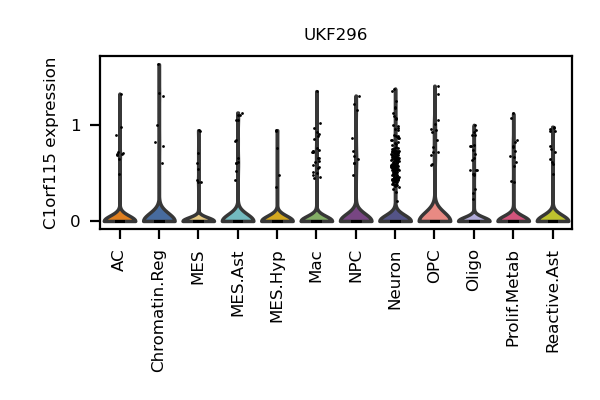 UKF296
C1orf115 expression
1
0
AC
Chromatin.Reg
MES
MES.Ast
MES.Hyp
Mac
NPC
Neuron
OPC
Oligo
Prolif.Metab
Reactive.Ast